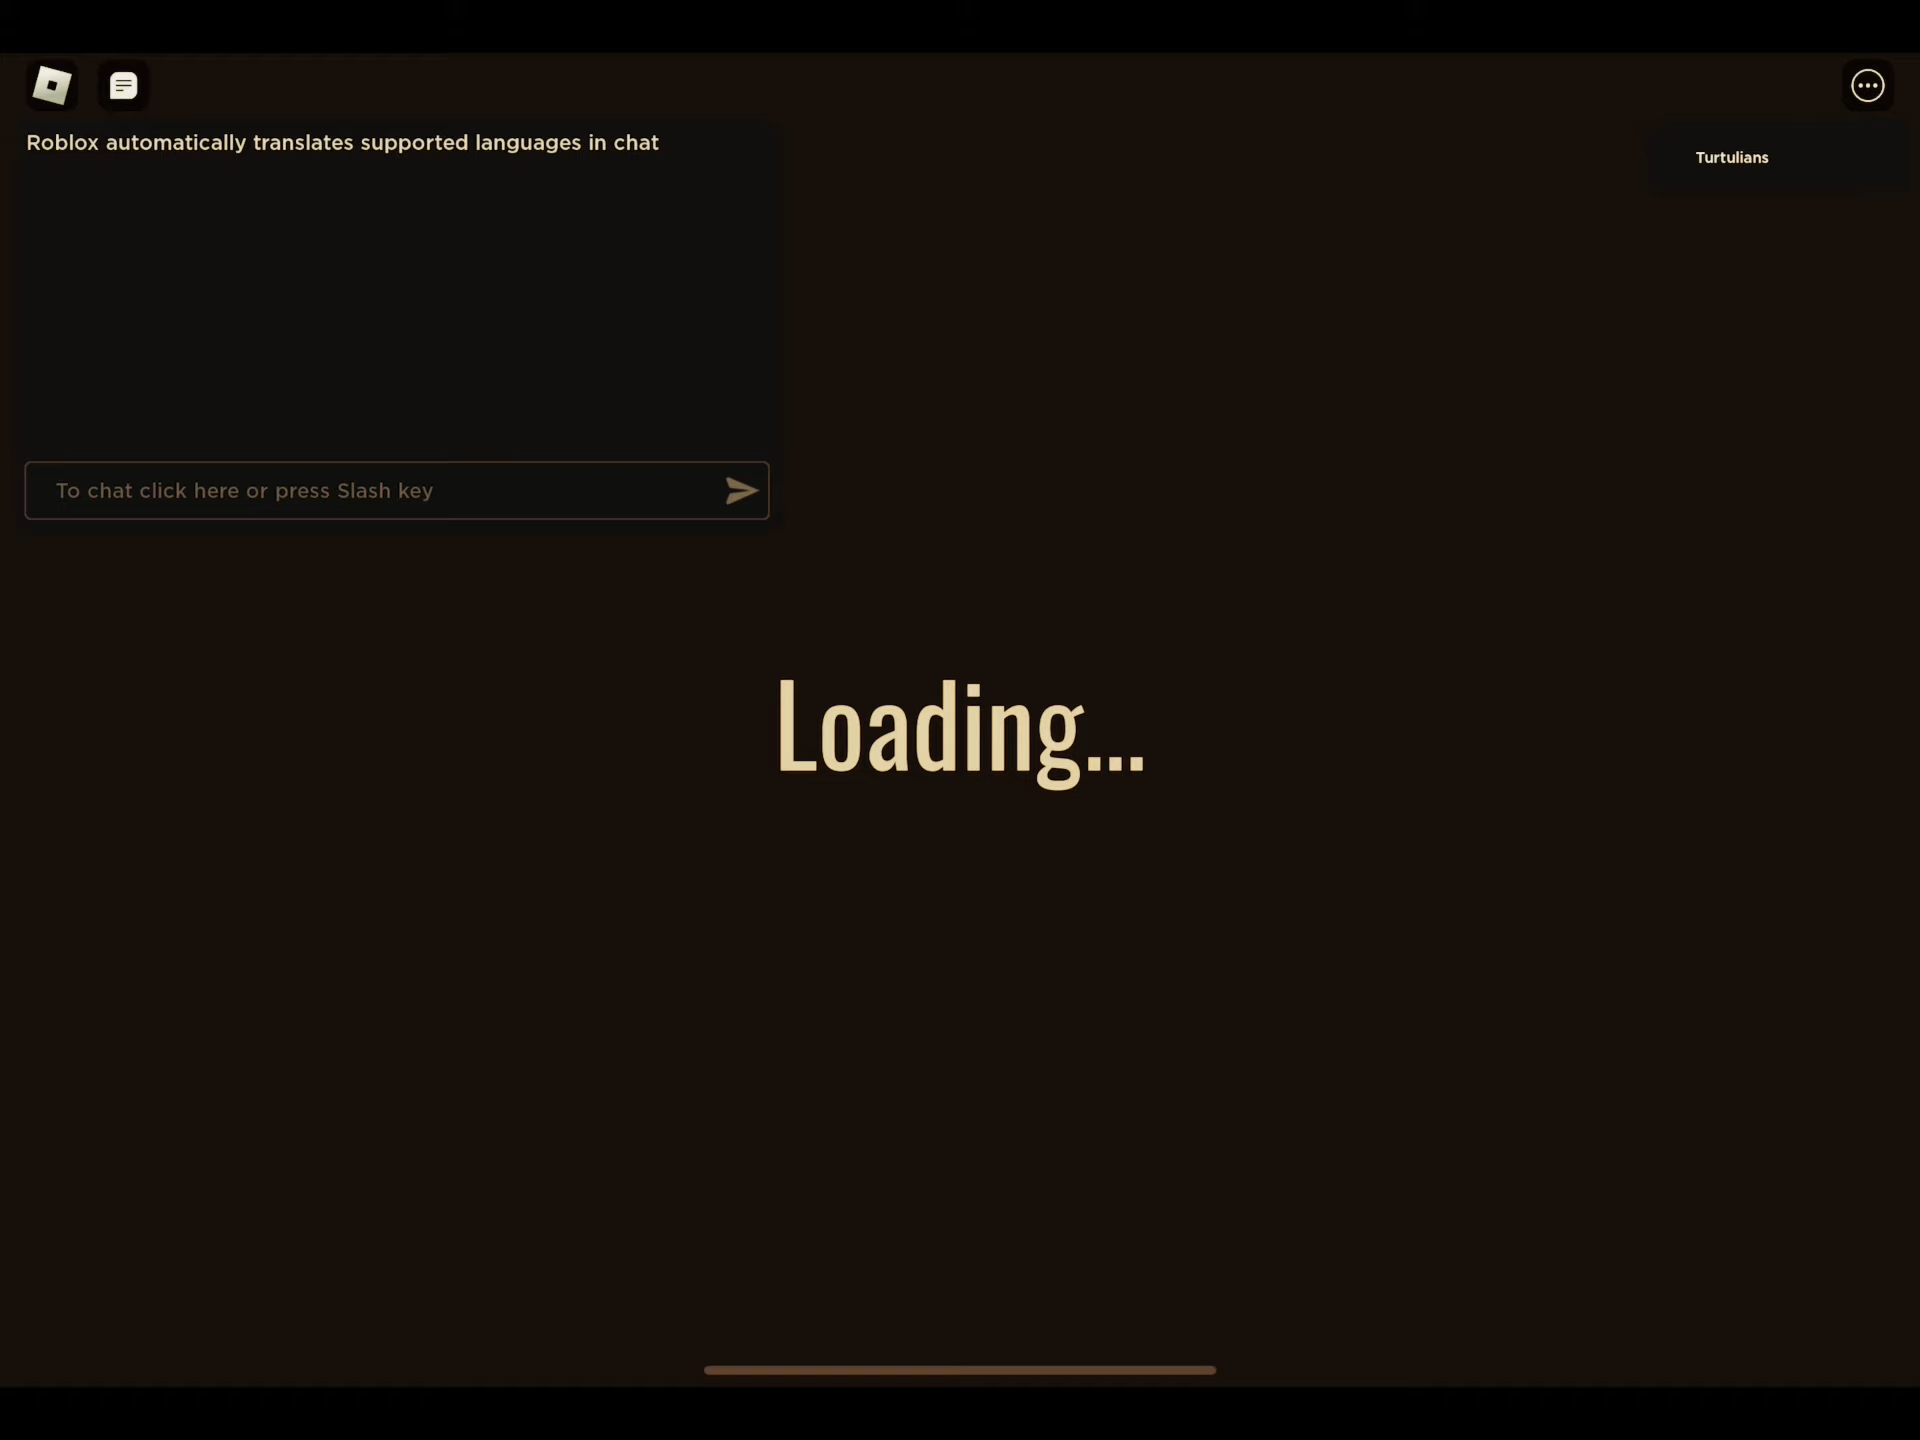 Roblox automatically translates supported languages in chat
Turtulians
To chat click here or press Slash key
Loading...